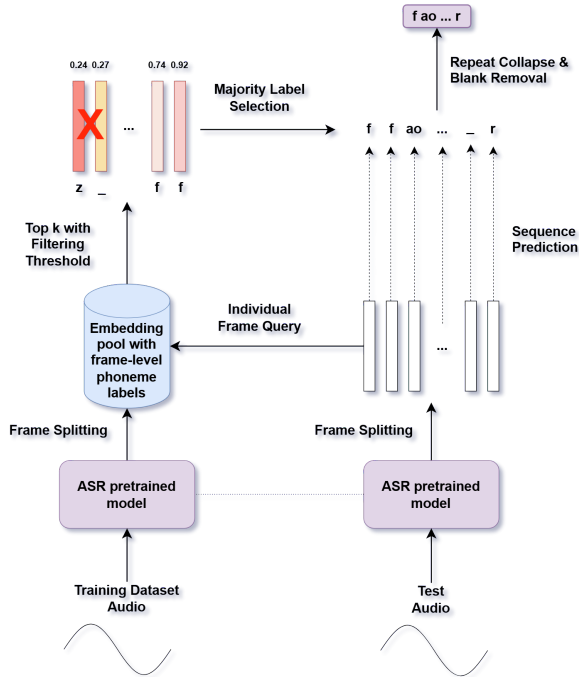 f ao ... r
Repeat Collapse &
Blank Removal
0.24 0.27 0.74 0.92
X
...
z _ f f
Majority Label
Selection
f f ao ... _ r
Top k with
Filtering
Threshold
Sequence
Prediction
Individual
Frame Query
...
Embedding
pool with
frame-level
phoneme
labels
Frame Splitting
Frame Splitting
ASR pretrained
model
ASR pretrained
model
Training Dataset
Audio
Test
Audio